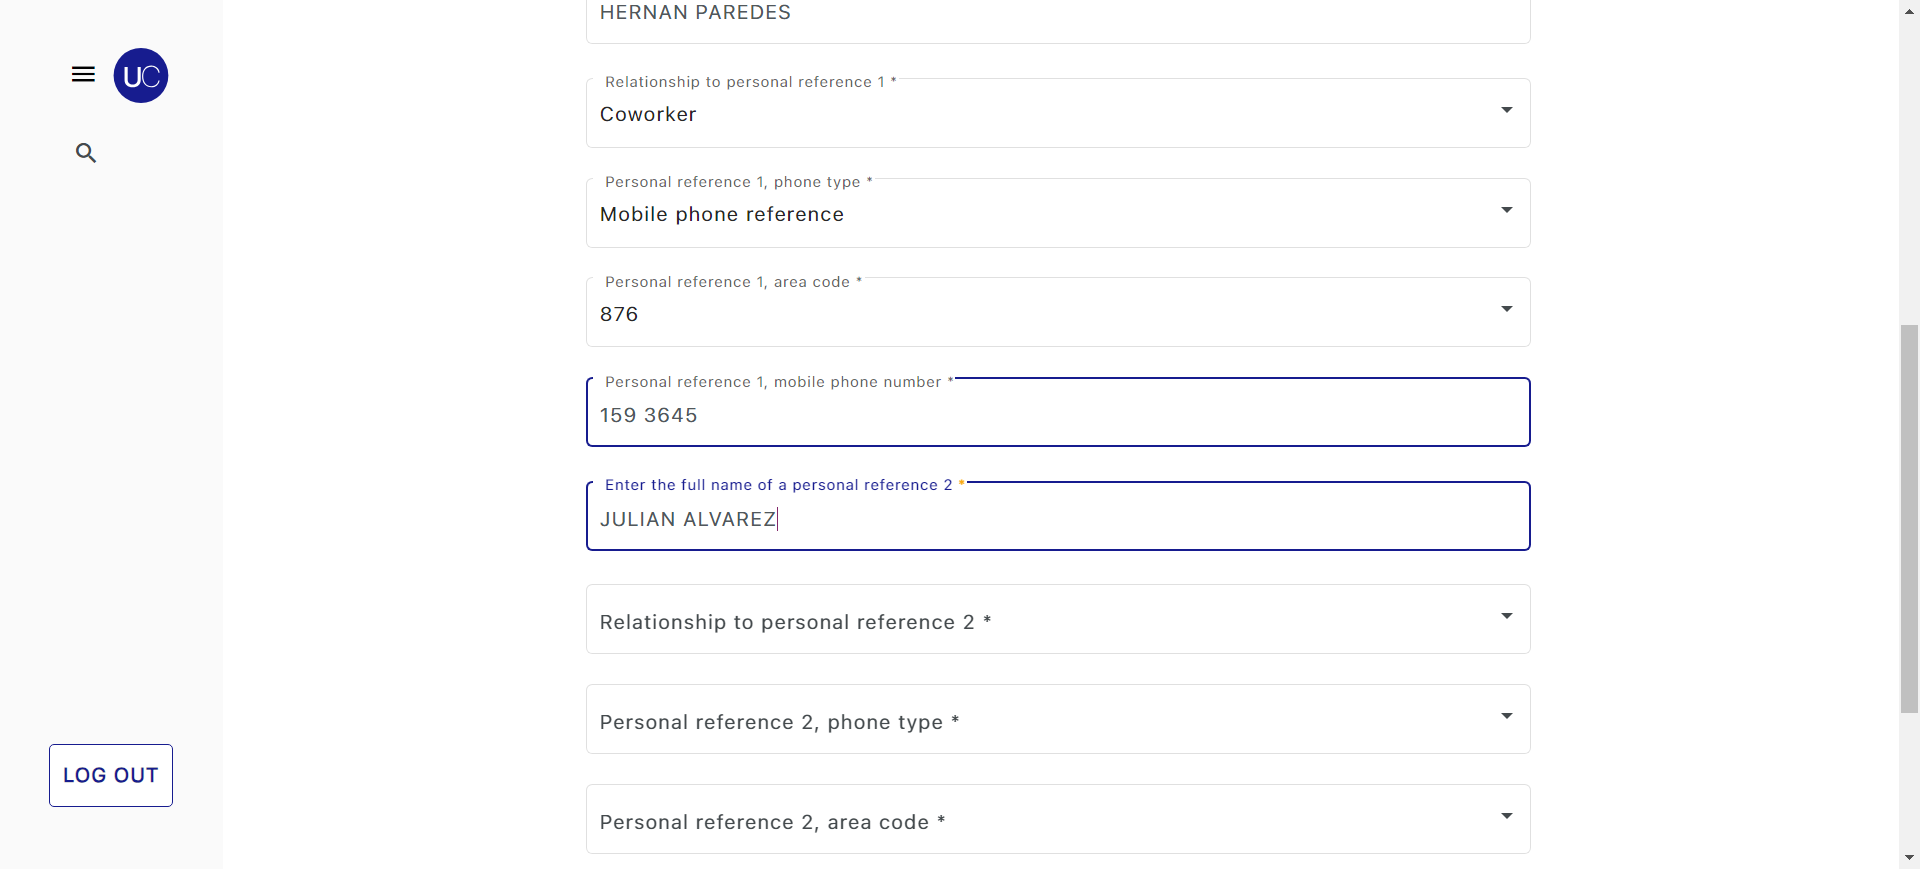 HERNAN PAREDES
UC
Relationship to personal reference 1 *
Coworker
Personal reference 1, phone type *
Mobile phone reference
Personal reference 1, area code *
876
Personal reference 1, mobile phone number *
159 3645
Enter the full name of a personal reference 2 *
JULIAN ALVAREZ
Relationship to personal reference 2 *
Personal reference 2, phone type *
LOG OUT
Personal reference 2, area code *